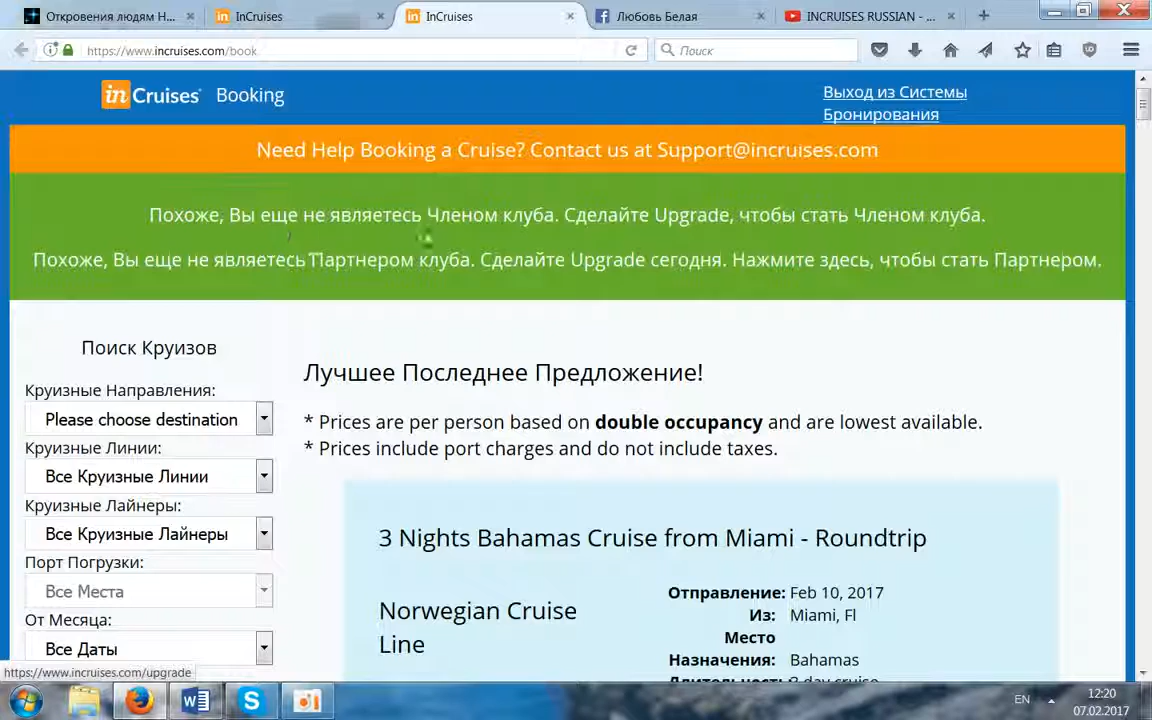 Откровения людям Н...
InCruises
InCruises
Любовь Белая
INCRUISES RUSSIAN - ...
https://www.incruises.com/book
Поиск
inCruises Booking
Выход из Системы
Бронирования
Need Help Booking a Cruise? Contact us at Support@incruises.com
Похоже, Вы еще не являетесь Членом клуба. Сделайте Upgrade, чтобы стать Членом клуба.
Похоже, Вы еще не являетесь Партнером клуба. Сделайте Upgrade сегодня. Нажмите здесь, чтобы стать Партнером.
Поиск Круизов
Круизные Направления:
Please choose destination
Круизные Линии:
Все Круизные Линии
Круизные Лайнеры:
Все Круизные Лайнеры
Порт Погрузки:
Все Места
От Месяца:
Все Даты
Лучшее Последнее Предложение!
* Prices are per person based on double occupancy and are lowest available.
* Prices include port charges and do not include taxes.
3 Nights Bahamas Cruise from Miami - Roundtrip
Norwegian Cruise
Line
Отправление: Feb 10, 2017
Из: Miami, Fl
Место
Назначения: Bahamas
Длительность: 3 day cruise
https://www.incruises.com/upgrade
EN
12:20
07.02.2017